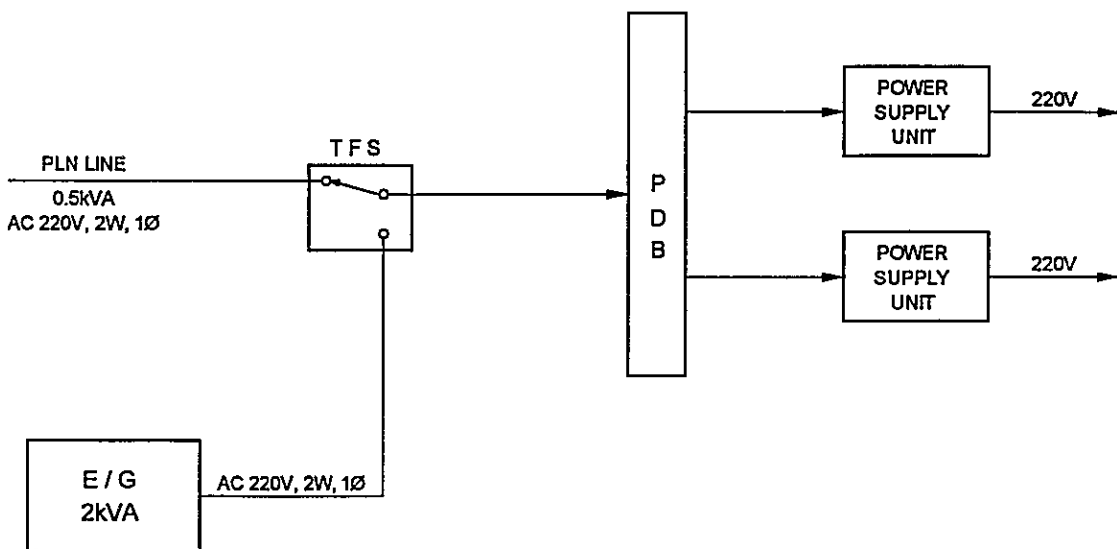 PLN LINE
0.5kVA
AC 220V, 2W, 1Ø
T F S
P
D
B
POWER
SUPPLY
UNIT
220V
POWER
SUPPLY
UNIT
220V
E / G
2kVA
AC 220V, 2W, 1Ø